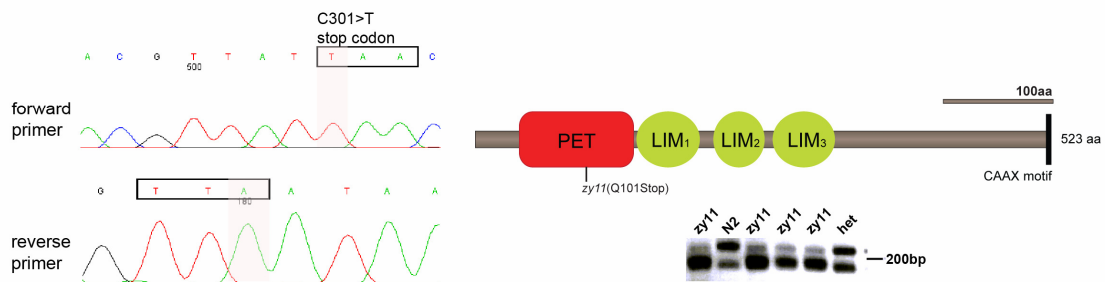 C301>T
stop codon
A C G T T A T T A A C
500
forward
primer
G T T A A T A A
180
reverse
primer
100aa
PET LIM1 LIM2 LIM3
523 aa
CAAX motif
zy11(Q101Stop)
zy11 N2 zy11 zy11 zy11 het
200bp